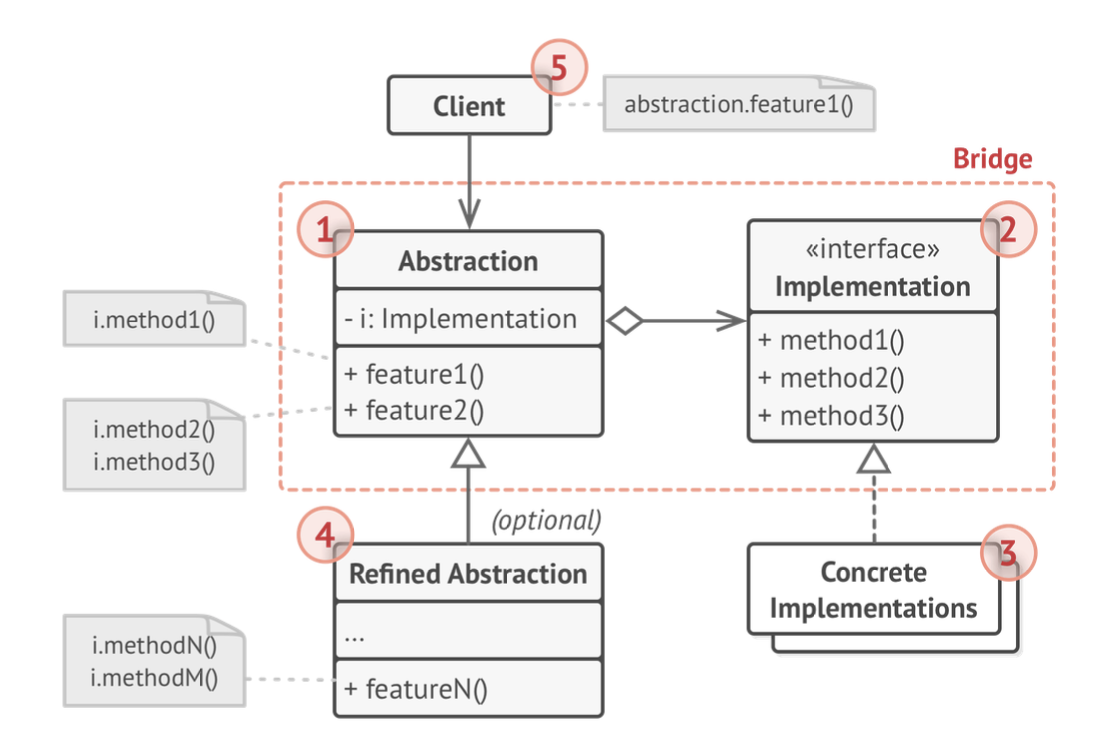 5
Client
abstraction.feature1()
Bridge
1
Abstraction
- i: Implementation
+ feature1()
+ feature2()
i.method1()
i.method2()
i.method3()
2
«interface»
Implementation
+ method1()
+ method2()
+ method3()
(optional)
4
Refined Abstraction
...
+ featureN()
i.methodN()
i.methodM()
3
Concrete
Implementations